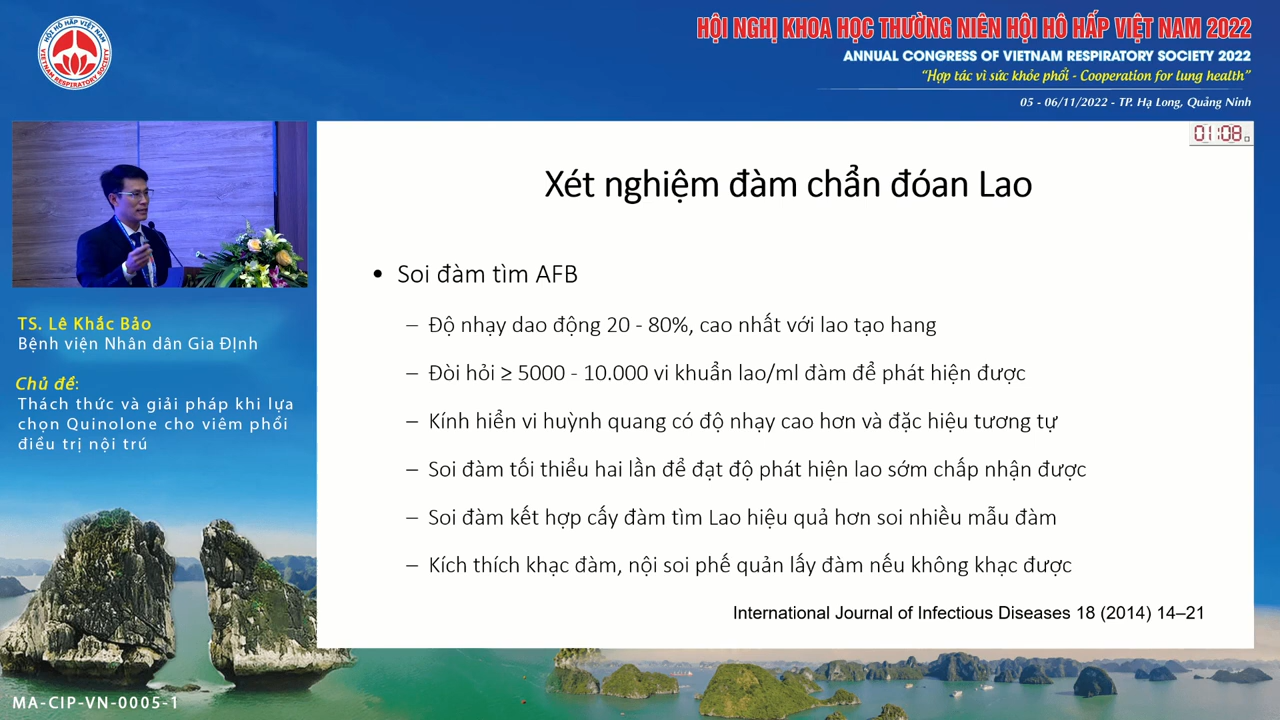 HỘI HÔ HẤP VIỆT NAM
VIETNAM RESPIRATORY SOCIETY
HỘI NGHỊ KHOA HỌC THƯỜNG NIÊN HỘI HÔ HẤP VIỆT NAM 2022
ANNUAL CONGRESS OF VIETNAM RESPIRATORY SOCIETY 2022
“Hợp tác vì sức khỏe phổi - Cooperation for lung health”
05 - 06/11/2022 - TP. Hạ Long, Quảng Ninh
01:08
Xét nghiệm đàm chẩn đóan Lao
• Soi đàm tìm AFB
– Độ nhạy dao động 20 - 80%, cao nhất với lao tạo hang
– Đòi hỏi ≥ 5000 - 10.000 vi khuẩn lao/ml đàm để phát hiện được
– Kính hiển vi huỳnh quang có độ nhạy cao hơn và đặc hiệu tương tự
– Soi đàm tối thiểu hai lần để đạt độ phát hiện lao sớm chấp nhận được
– Soi đàm kết hợp cấy đàm tìm Lao hiệu quả hơn soi nhiều mẫu đàm
– Kích thích khạc đàm, nội soi phế quản lấy đàm nếu không khạc được
International Journal of Infectious Diseases 18 (2014) 14–21
TS. Lê Khắc Bảo
Bệnh viện Nhân dân Gia Định
Chủ đề:
Thách thức và giải pháp khi lựa
chọn Quinolone cho viêm phổi
điều trị nội trú
MA-CIP-VN-0005-1